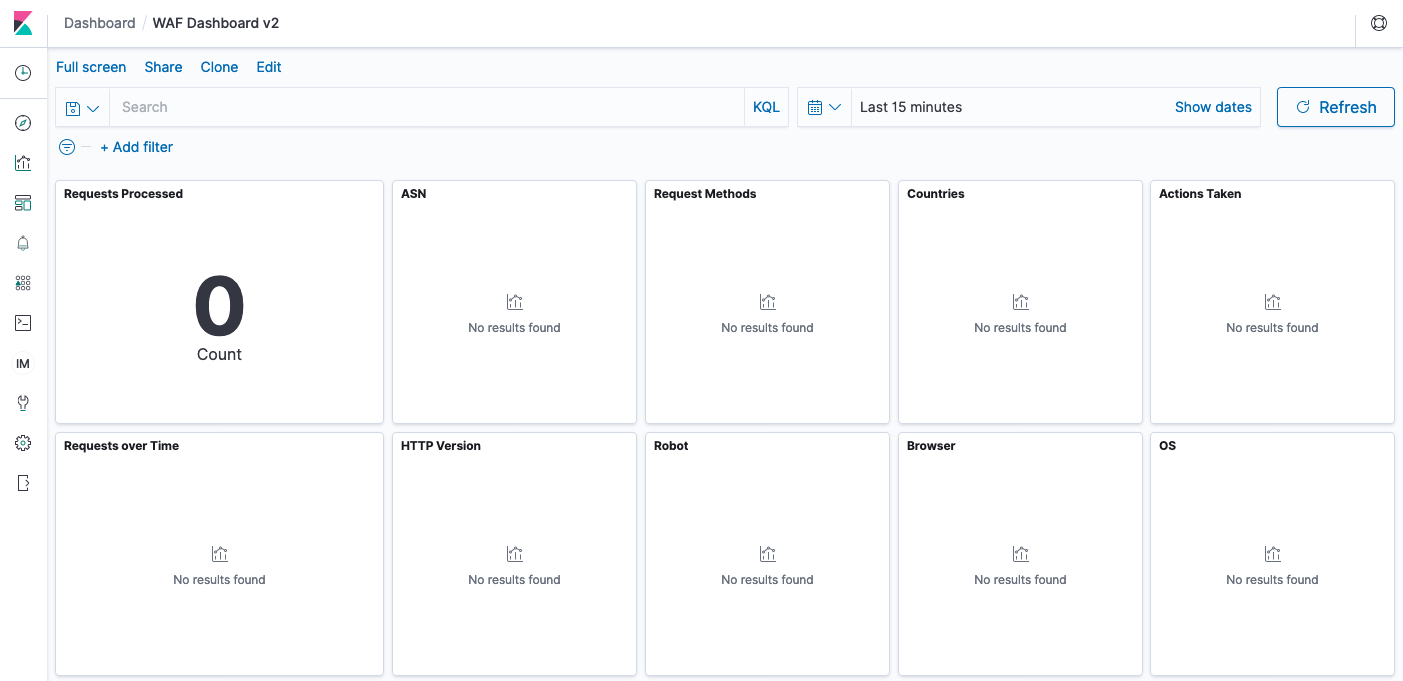 Dashboard / WAF Dashboard v2
Full screen Share Clone Edit
Search KQL Last 15 minutes Show dates Refresh
+ Add filter
Requests Processed ASN Request Methods Countries Actions Taken
0
No results found No results found No results found No results found
Count
IM
Requests over Time HTTP Version Robot Browser OS
No results found No results found No results found No results found No results found